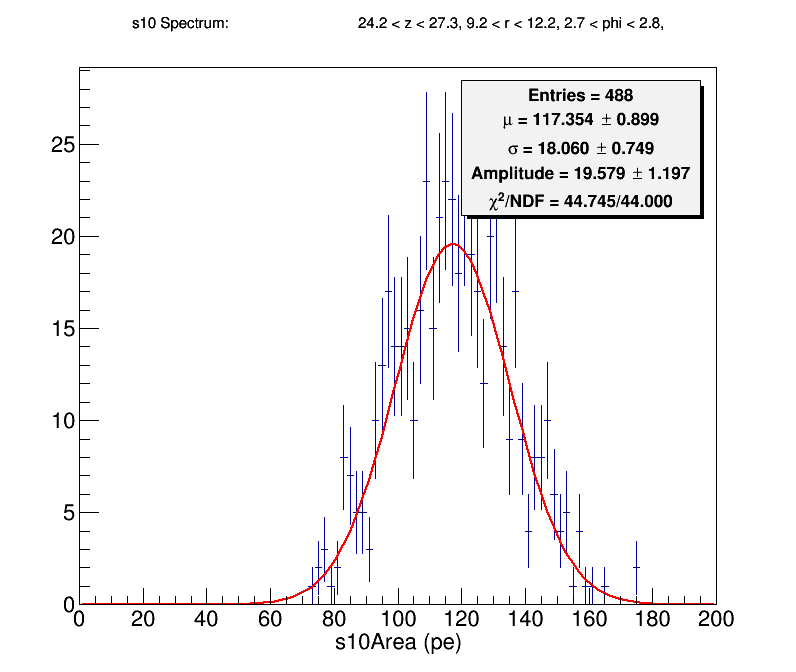 s10 Spectrum: 24.2 < z < 27.3, 9.2 < r < 12.2, 2.7 < phi < 2.8,
Entries = 488
μ = 117.354 ± 0.899
σ = 18.060 ± 0.749
Amplitude = 19.579 ± 1.197
χ²/NDF = 44.745/44.000
25
20
15
10
5
0
0 20 40 60 80 100 120 140 160 180 200
s10Area (pe)